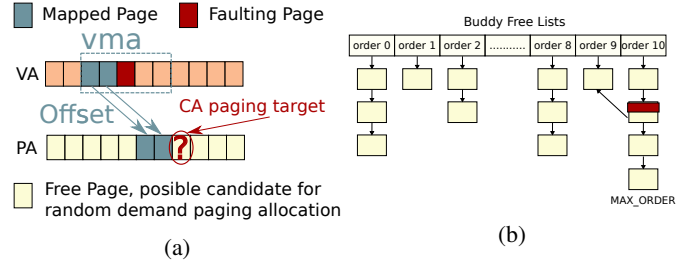 Mapped Page
Faulting Page
vma
VA
Offset
CA paging target
PA
?
Free Page, posible candidate for
random demand paging allocation
(a)
Buddy Free Lists
order 0 order 1 order 2 ........... order 8 order 9 order 10
MAX_ORDER
(b)